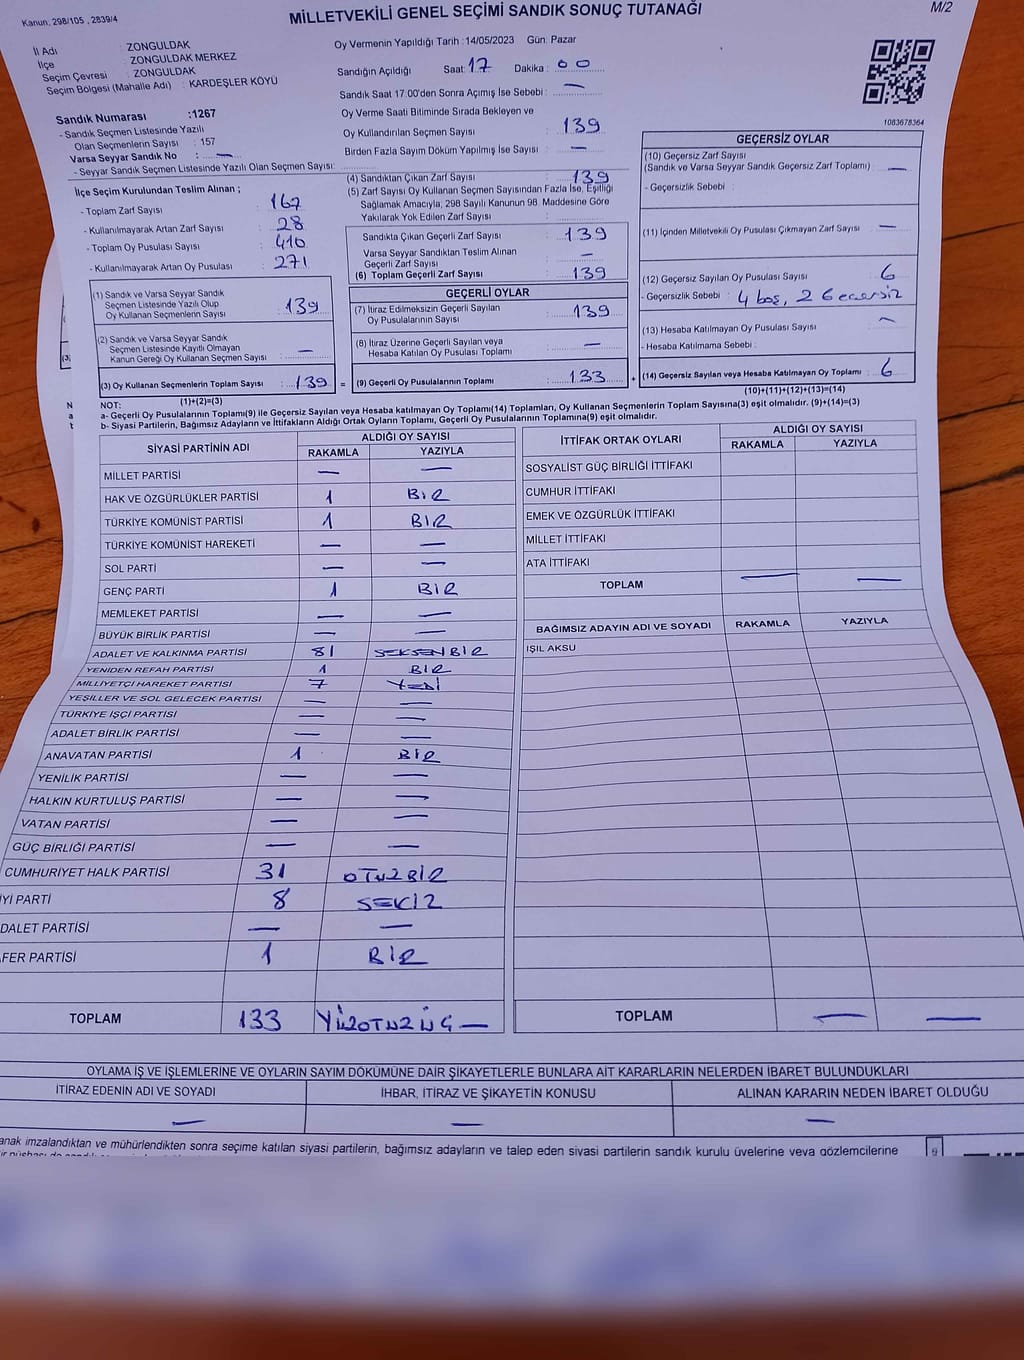 Kanun, 298/105 , 2839/4
MİLLETVEKİLİ GENEL SEÇİMİ SANDIK SONUÇ TUTANAĞI
M/2
İl Adı : ZONGULDAK
İlçe : ZONGULDAK MERKEZ
Seçim Çevresi : ZONGULDAK
Seçim Bölgesi (Mahalle Adı) : KARDEŞLER KÖYÜ
Sandık Numarası :1267
- Sandık Seçmen Listesinde Yazılı
Olan Seçmenlerin Sayısı : 157
Varsa Seyyar Sandık No : —
- Seyyar Sandık Seçmen Listesinde Yazılı Olan Seçmen Sayısı:
Oy Vermenin Yapıldığı Tarih :14/05/2023 Gün: Pazar
Sandığın Açıldığı Saat: 17 Dakika : 00
Sandık Saat 17:00'den Sonra Açımış İse Sebebi : —
Oy Verme Saati Bitiminde Sırada Bekleyen ve
Oy Kullandırılan Seçmen Sayısı : 139
Birden Fazla Sayım Döküm Yapılmış İse Sayısı : —
1083678364
İlçe Seçim Kurulundan Teslim Alınan ;
- Toplam Zarf Sayısı : 167
- Kullanılmayarak Artan Zarf Sayısı : 28
- Toplam Oy Pusulası Sayısı : 410
- Kullanılmayarak Artan Oy Pusulası : 271
(1) Sandık ve Varsa Seyyar Sandık
Seçmen Listesinde Yazılı Olup
Oy Kullanan Seçmenlerin Sayısı : 139
(2) Sandık ve Varsa Seyyar Sandık
Seçmen Listesinde Kayıtlı Olmayan
Kanun Gereği Oy Kullanan Seçmen Sayısı : —
(3) Oy Kullanan Seçmenlerin Toplam Sayısı : 139 =
(1)+(2)=(3)
(4) Sandıktan Çıkan Zarf Sayısı : 139
(5) Zarf Sayısı Oy Kullanan Seçmen Sayısından Fazla İse, Eşitliği
Sağlamak Amacıyla; 298 Sayılı Kanunun 98. Maddesine Göre
Yakılarak Yok Edilen Zarf Sayısı :
Sandıkta Çıkan Geçerli Zarf Sayısı : 139
Varsa Seyyar Sandıktan Teslim Alınan
Geçerli Zarf Sayısı : —
(6) Toplam Geçerli Zarf Sayısı : 139
GEÇERLİ OYLAR
(7) İtiraz Edilmeksizin Geçerli Sayılan
Oy Pusulalarının Sayısı : 139
(8) İtiraz Üzerine Geçerli Sayılan veya
Hesaba Katılan Oy Pusulası Toplamı : —
(9) Geçerli Oy Pusulalarının Toplamı : 133 +
GEÇERSİZ OYLAR
(10) Geçersiz Zarf Sayısı
(Sandık ve Varsa Seyyar Sandık Geçersiz Zarf Toplamı) : —
- Geçersizlik Sebebi :
(11) İçinden Milletvekili Oy Pusulası Çıkmayan Zarf Sayısı : —
(12) Geçersiz Sayılan Oy Pusulası Sayısı : 6
- Geçersizlik Sebebi : 4 boş, 2 Gecersiz
(13) Hesaba Katılmayan Oy Pusulası Sayısı : —
- Hesaba Katılmama Sebebi :
(14) Geçersiz Sayılan veya Hesaba Katılmayan Oy Toplamı : 6
(10)+(11)+(12)+(13)=(14)
NOT:
a- Geçerli Oy Pusulalarının Toplamı(9) ile Geçersiz Sayılan veya Hesaba katılmayan Oy Toplamı(14) Toplamları, Oy Kullanan Seçmenlerin Toplam Sayısına(3) eşit olmalıdır. (9)+(14)=(3)
b- Siyasi Partilerin, Bağımsız Adayların ve İttifakların Aldığı Ortak Oyların Toplamı, Geçerli Oy Pusulalarının Toplamına(9) eşit olmalıdır.
SİYASİ PARTİNİN ADI ALDIĞI OY SAYISI
RAKAMLA YAZIYLA
MİLLET PARTİSİ — —
HAK VE ÖZGÜRLÜKLER PARTİSİ 1 BİR
TÜRKİYE KOMÜNİST PARTİSİ 1 BIR
TÜRKİYE KOMÜNİST HAREKETİ — —
SOL PARTİ — —
GENÇ PARTİ 1 BIR
MEMLEKET PARTİSİ — —
BÜYÜK BİRLİK PARTİSİ — —
ADALET VE KALKINMA PARTİSİ 81 SEKSEN BİR
YENİDEN REFAH PARTİSİ 1 BİR
MİLLİYETÇİ HAREKET PARTİSİ 7 YEDİ
YEŞİLLER VE SOL GELECEK PARTİSİ — —
TÜRKİYE İŞÇİ PARTİSİ — —
ADALET BİRLİK PARTİSİ — —
ANAVATAN PARTİSİ 1 BİR
YENİLİK PARTİSİ — —
HALKIN KURTULUŞ PARTİSİ — —
VATAN PARTİSİ — —
GÜÇ BİRLİĞİ PARTİSİ — —
CUMHURİYET HALK PARTİSİ 31 OTUZBİR
İYİ PARTİ 8 SEKİZ
DALET PARTİSİ — —
FER PARTİSİ 1 BİR
TOPLAM 133 YÜZOTUZÜÇ —
İTTİFAK ORTAK OYLARI ALDIĞI OY SAYISI
RAKAMLA YAZIYLA
SOSYALİST GÜÇ BİRLİĞİ İTTİFAKI
CUMHUR İTTİFAKI
EMEK VE ÖZGÜRLÜK İTTİFAKI
MİLLET İTTİFAKI
ATA İTTİFAKI
TOPLAM — —
BAĞIMSIZ ADAYIN ADI VE SOYADI RAKAMLA YAZIYLA
IŞIL AKSU
TOPLAM — —
OYLAMA İŞ VE İŞLEMLERİNE VE OYLARIN SAYIM DÖKÜMÜNE DAİR ŞİKAYETLERLE BUNLARA AİT KARARLARIN NELERDEN İBARET BULUNDUKLARI
İTİRAZ EDENİN ADI VE SOYADI İHBAR, İTİRAZ VE ŞİKAYETİN KONUSU ALINAN KARARIN NEDEN İBARET OLDUĞU
— — —
anak imzalandıktan ve mühürlendikten sonra seçime katılan siyasi partilerin, bağımsız adayların ve talep eden siyasi partilerin sandık kurulu üyelerine veya gözlemcilerine